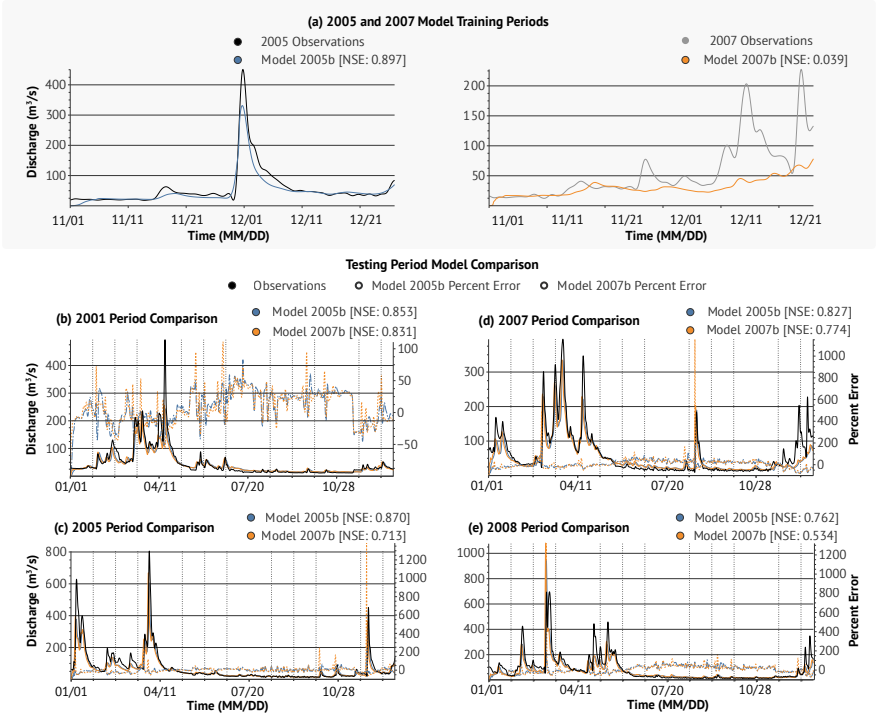 (a) 2005 and 2007 Model Training Periods
2005 Observations
Model 2005b [NSE: 0.897]
2007 Observations
Model 2007b [NSE: 0.039]
Discharge (m³/s)
400
300
200
100
11/01 11/11 11/21 12/01 12/11 12/21
Time (MM/DD)
200
150
100
50
11/01 11/11 11/21 12/01 12/11 12/21
Time (MM/DD)
Testing Period Model Comparison
Observations Model 2005b Percent Error Model 2007b Percent Error
(b) 2001 Period Comparison
Model 2005b [NSE: 0.853]
Model 2007b [NSE: 0.831]
Discharge (m³/s)
400
300
200
100
100
50
0
−50
01/01 04/11 07/20 10/28
(d) 2007 Period Comparison
Model 2005b [NSE: 0.827]
Model 2007b [NSE: 0.774]
300
200
100
1000
800
600
400
200
0
Percent Error
01/01 04/11 07/20 10/28
(c) 2005 Period Comparison
Model 2005b [NSE: 0.870]
Model 2007b [NSE: 0.713]
Discharge (m³/s)
800
600
400
200
1200
1000
800
600
400
200
0
01/01 04/11 07/20 10/28
Time (MM/DD)
(e) 2008 Period Comparison
Model 2005b [NSE: 0.762]
Model 2007b [NSE: 0.534]
1000
800
600
400
200
1200
1000
800
600
400
200
0
Percent Error
01/01 04/11 07/20 10/28
Time (MM/DD)